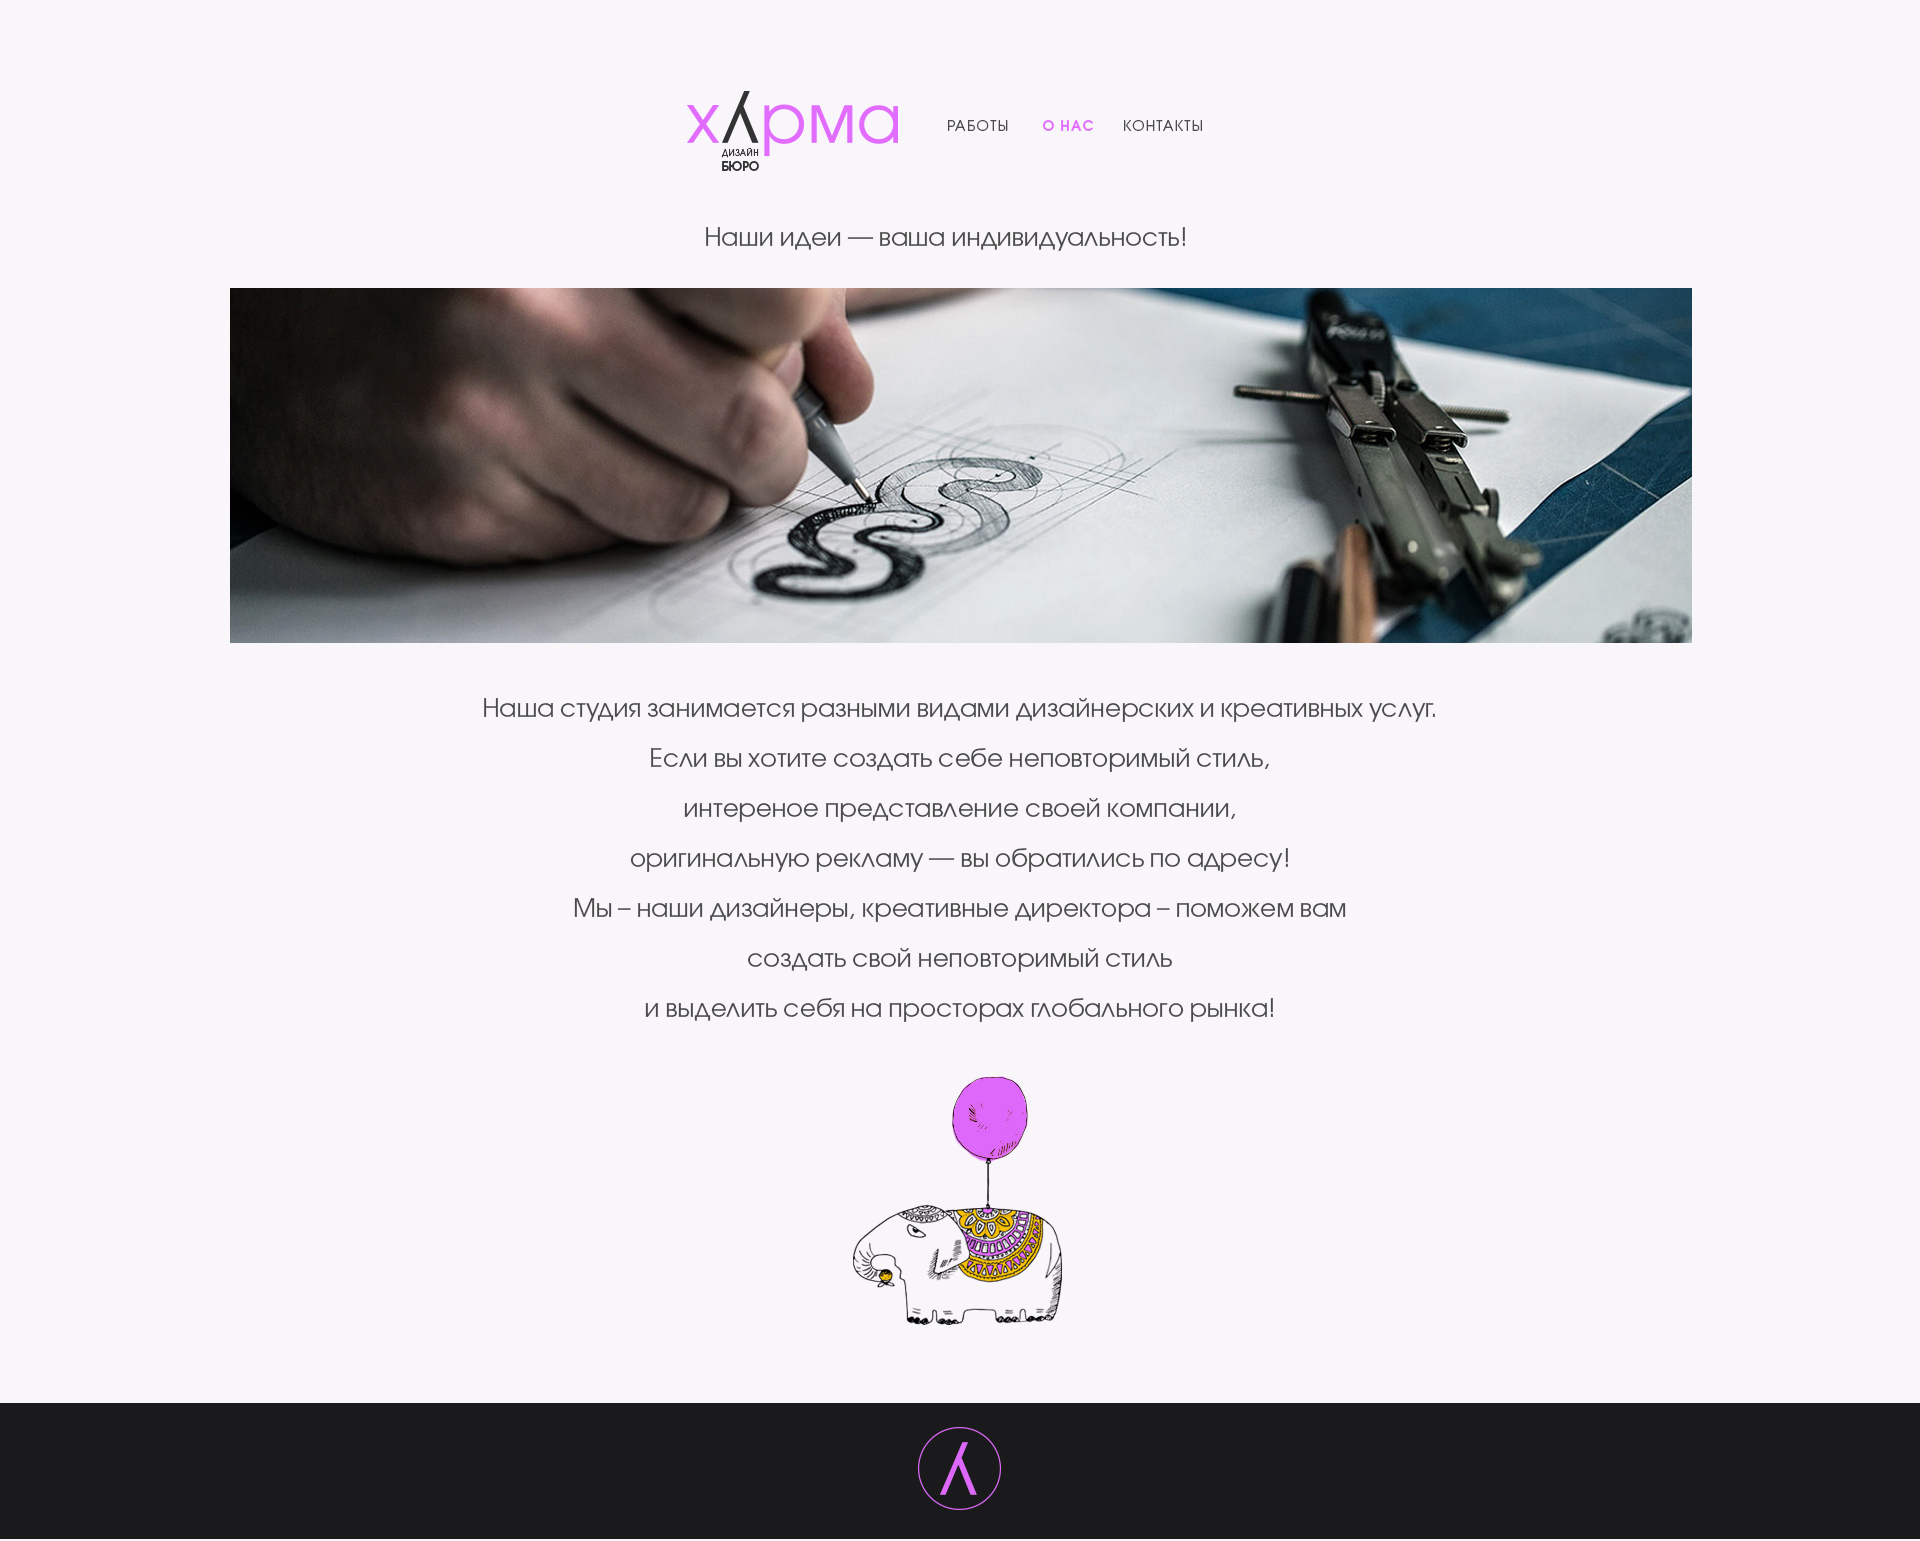 хʎрма
ДИЗАЙН
БЮРО
РАБОТЫ О НАС КОНТАКТЫ
Наши идеи — ваша индивидуальность!
Наша студия занимается разными видами дизайнерских и креативных услуг.
Если вы хотите создать себе неповторимый стиль,
интереное представление своей компании,
оригинальную рекламу — вы обратились по адресу!
Мы – наши дизайнеры, креативные директора – поможем вам
создать свой неповторимый стиль
и выделить себя на просторах глобального рынка!